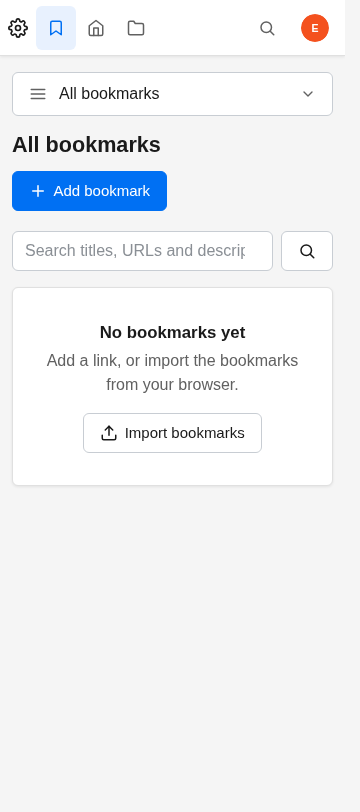 E
All bookmarks
All bookmarks
Add bookmark
Search titles, URLs and descrip
No bookmarks yet
Add a link, or import the bookmarks
from your browser.
Import bookmarks